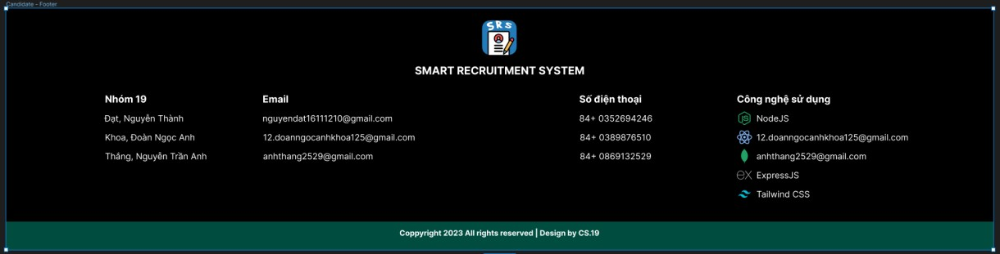 Candidate - Footer
SRS
SMART RECRUITMENT SYSTEM
Nhóm 19
Đạt, Nguyễn Thành
Khoa, Đoàn Ngọc Anh
Thắng, Nguyễn Trần Anh
Email
nguyendat16111210@gmail.com
12.doanngocanhkhoa125@gmail.com
anhthang2529@gmail.com
Số điện thoại
84+ 0352694246
84+ 0389876510
84+ 0869132529
Công nghệ sử dụng
JS NodeJS
12.doanngocanhkhoa125@gmail.com
anhthang2529@gmail.com
ex ExpressJS
Tailwind CSS
Coppyright 2023 All rights reserved | Design by CS.19